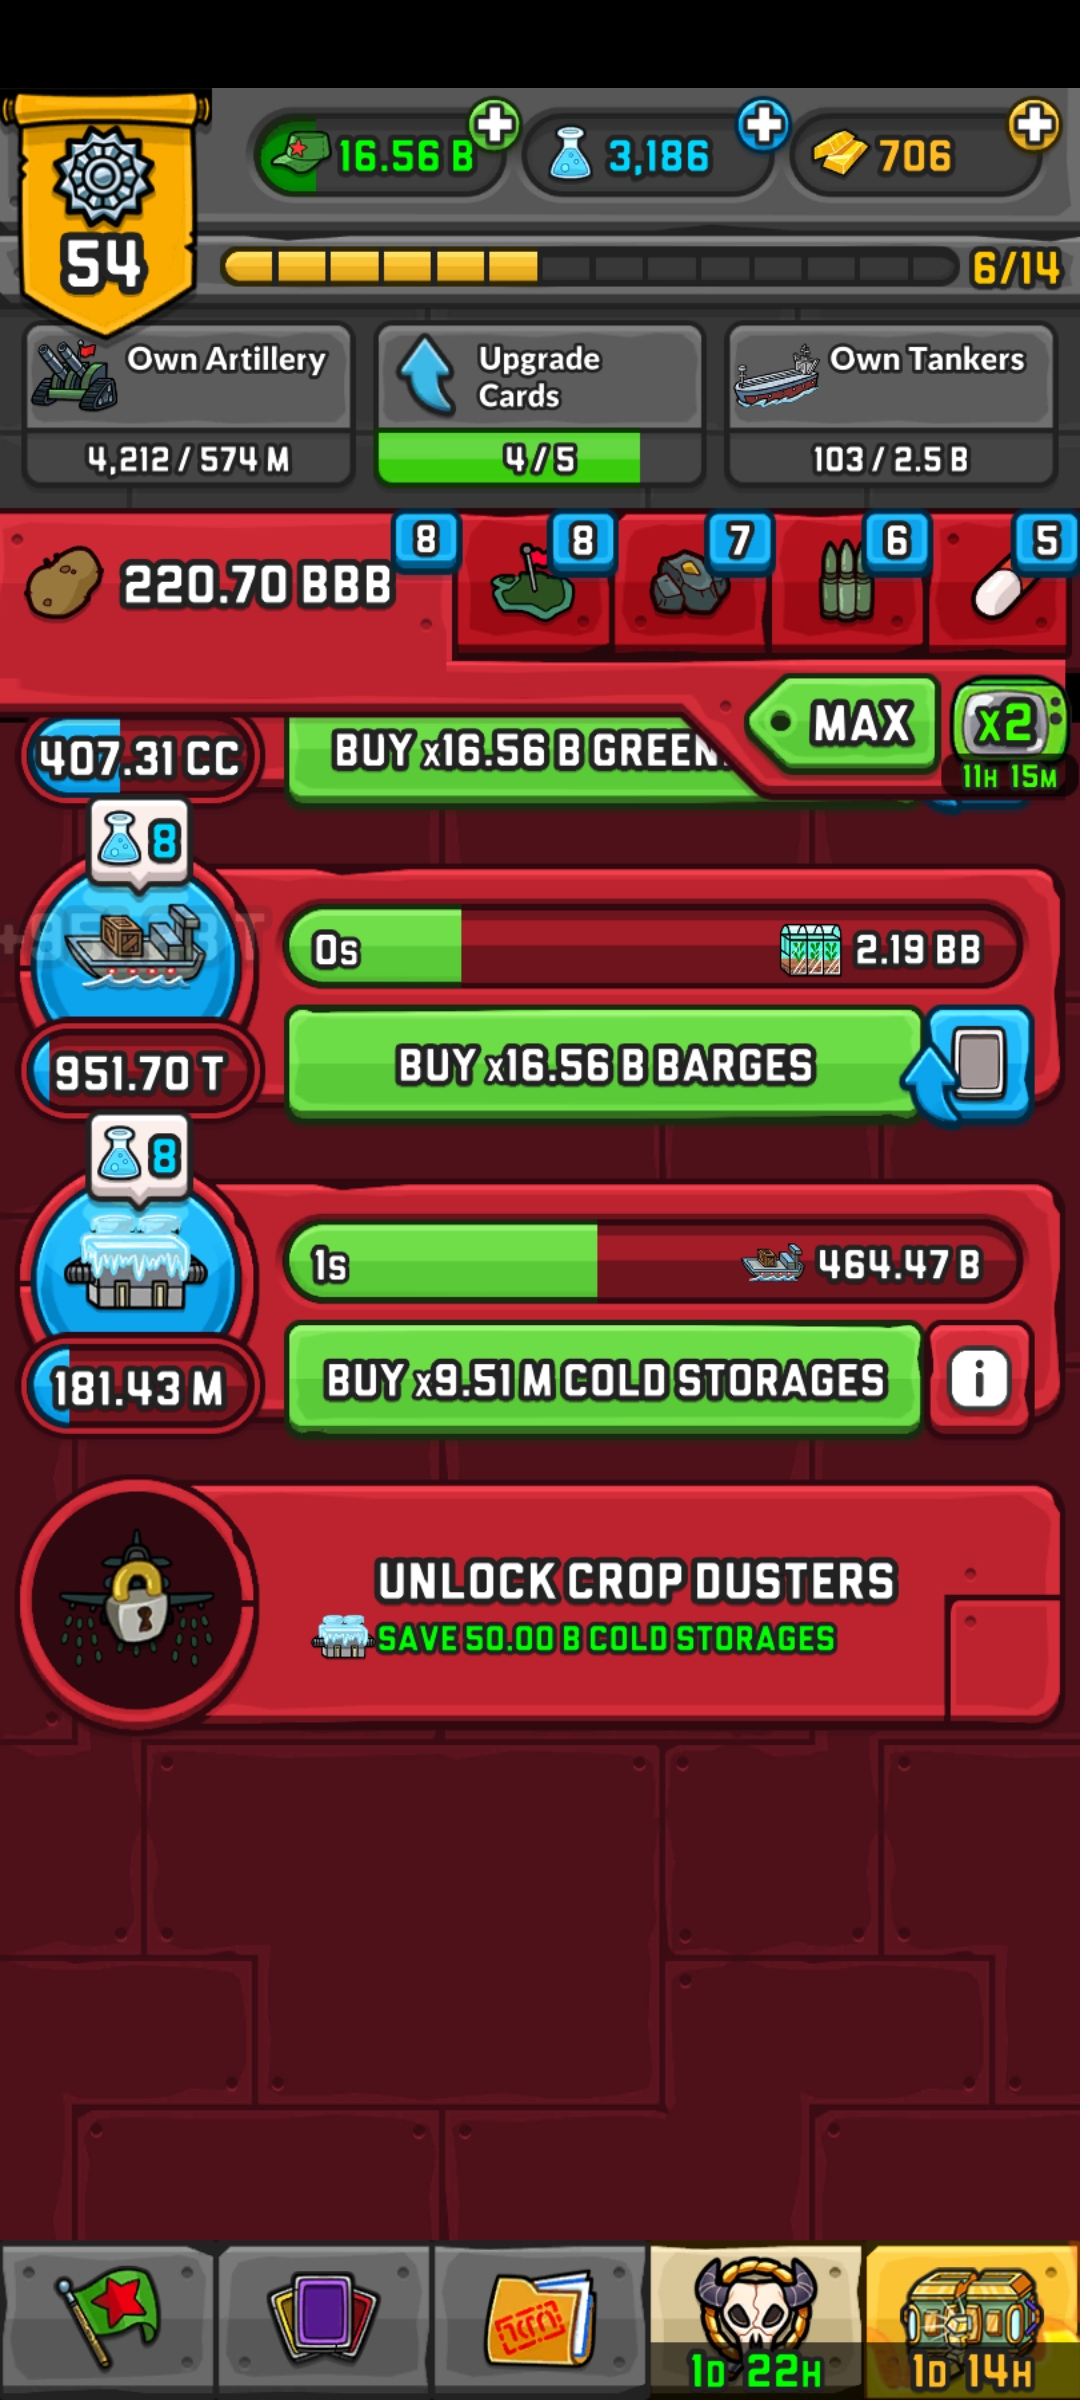 16.56 B
3,186
706
54
6/14
Own Artillery
4,212 / 574 M
Upgrade
Cards
4 / 5
Own Tankers
103 / 2.5 B
220.70 BBB
8
8
7
6
5
MAX
x2
11H 15M
407.31 CC
BUY x16.56 B GREEN
8
0s
2.19 BB
951.70 T
BUY x16.56 B BARGES
8
1s
464.47 B
181.43 M
BUY x9.51 M COLD STORAGES
i
UNLOCK CROP DUSTERS
SAVE 50.00 B COLD STORAGES
1D 22H
1D 14H